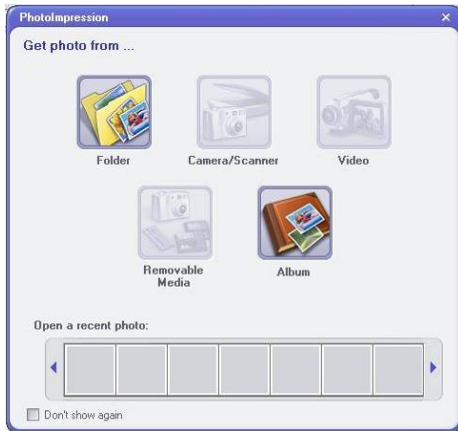 PhotoImpression
Get photo from ...
Folder
Camera/Scanner
Video
Removable
Media
Album
Open a recent photo:
Don't show again